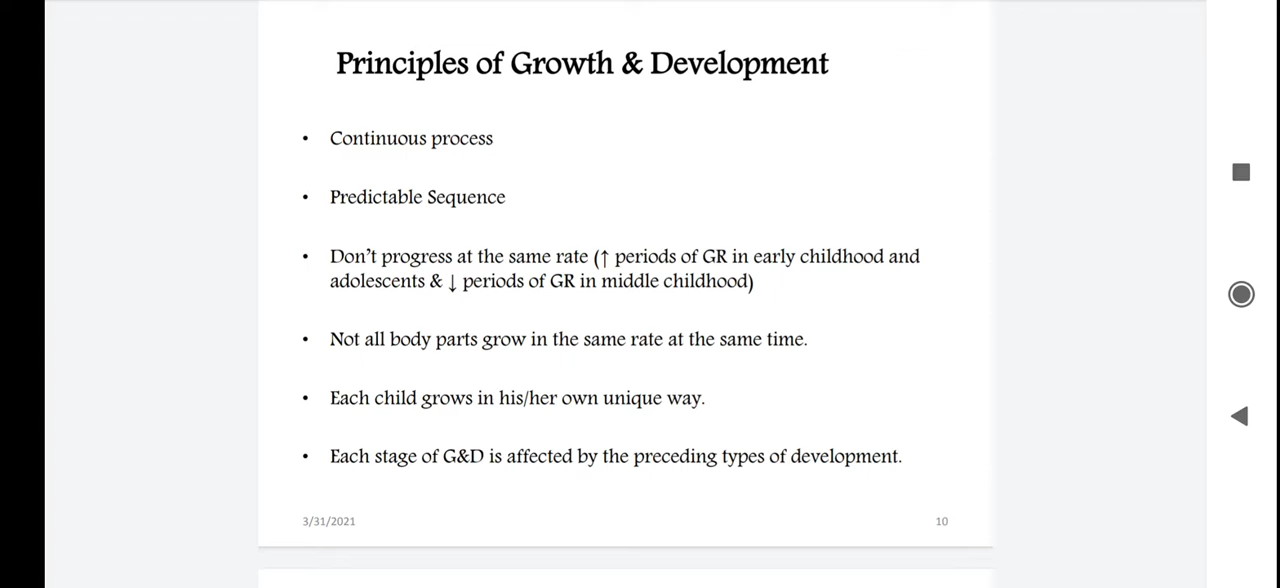 Principles of Growth & Development
• Continuous process
• Predictable Sequence
• Don't progress at the same rate (↑ periods of GR in early childhood and
adolescents & ↓ periods of GR in middle childhood)
• Not all body parts grow in the same rate at the same time.
• Each child grows in his/her own unique way.
• Each stage of G&D is affected by the preceding types of development.
3/31/2021 10